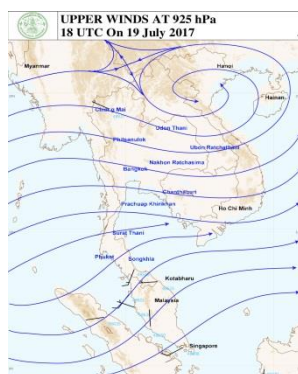 UPPER WINDS AT 925 hPa
18 UTC On 19 July 2017
Myanmar
Hanoi
Hainan
Chiang Mai
Udon Thani
Phitsanulok
Ubon Ratchathani
Nakhon Ratchasima
Bangkok
Chanthaburi
Prachuap Khirikhan
Ho Chi Minh
Surat Thani
Phuket
Songkhla
Kotabharu
Malaysia
Singapore